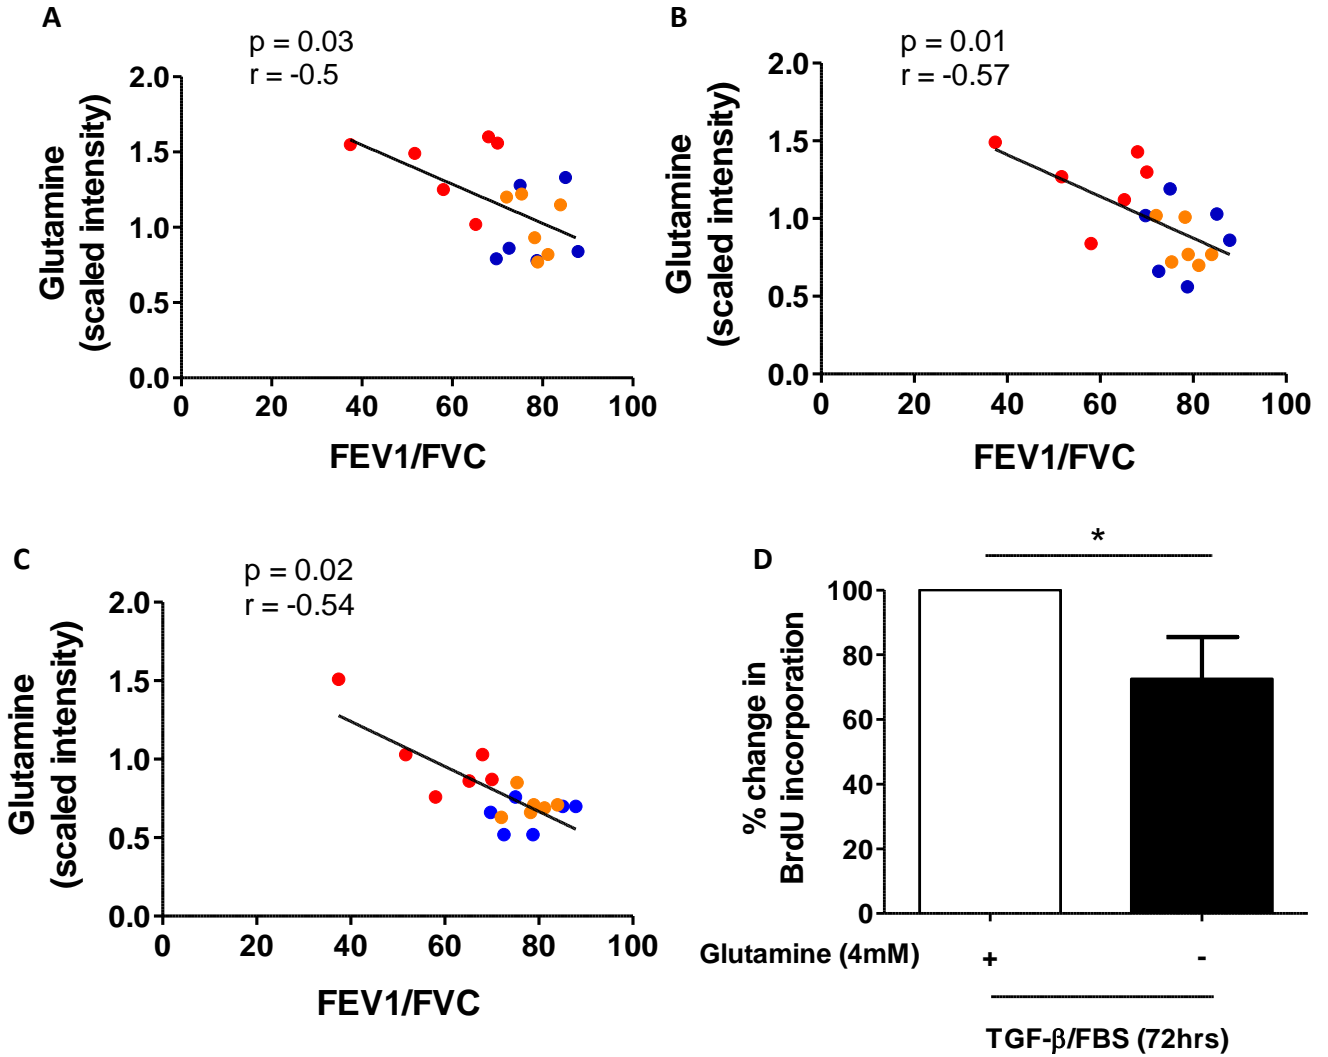 A
p = 0.03
r = -0.5
2.0
1.5
1.0
0.5
0.0
Glutamine
(scaled intensity)
0 20 40 60 80 100
FEV1/FVC
B
p = 0.01
r = -0.57
2.0
1.5
1.0
0.5
0.0
Glutamine
(scaled intensity)
0 20 40 60 80 100
FEV1/FVC
C
p = 0.02
r = -0.54
2.0
1.5
1.0
0.5
0.0
Glutamine
(scaled intensity)
0 20 40 60 80 100
FEV1/FVC
D
*
100
80
60
40
20
0
% change in
BrdU incorporation
Glutamine (4mM) + -
TGF-β/FBS (72hrs)